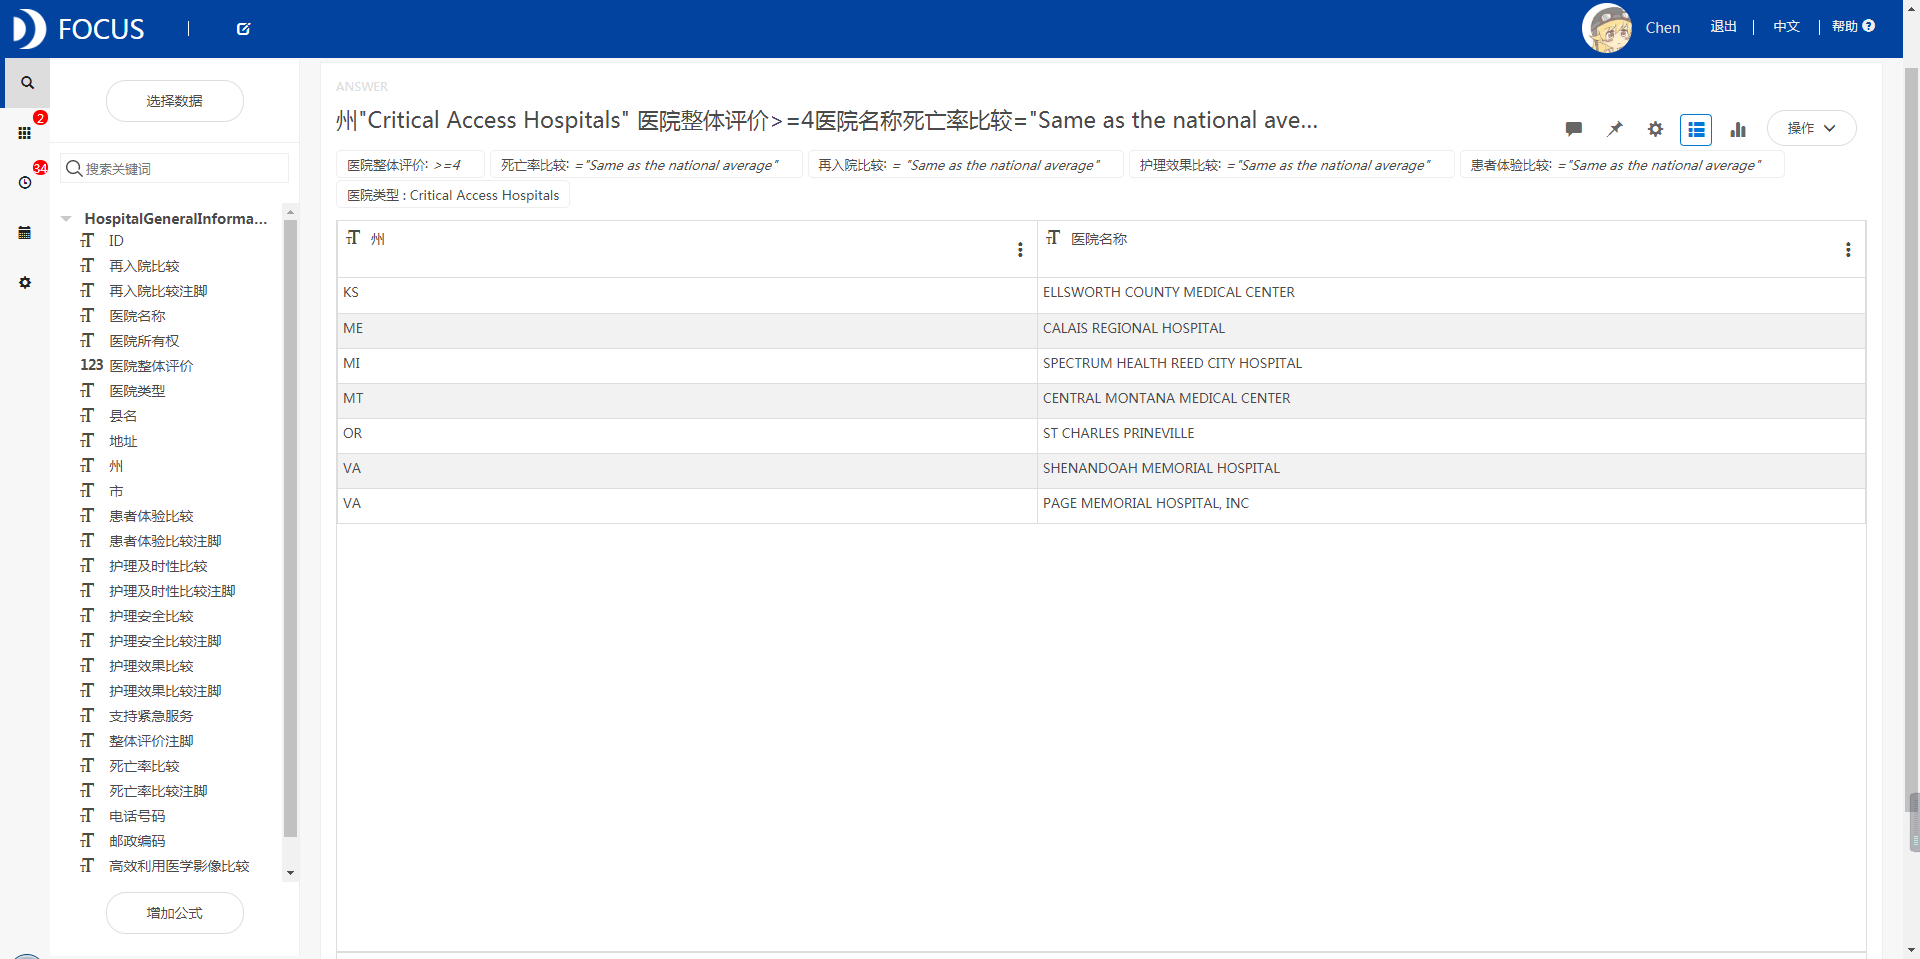 FOCUS
Chen 退出 中文 帮助
选择数据
2
34
搜索关键词
HospitalGeneralInforma...
ID
再入院比较
再入院比较注脚
医院名称
医院所有权
123 医院整体评价
医院类型
县名
地址
州
市
患者体验比较
患者体验比较注脚
护理及时性比较
护理及时性比较注脚
护理安全比较
护理安全比较注脚
护理效果比较
护理效果比较注脚
支持紧急服务
整体评价注脚
死亡率比较
死亡率比较注脚
电话号码
邮政编码
高效利用医学影像比较
增加公式
ANSWER
州"Critical Access Hospitals" 医院整体评价>=4医院名称死亡率比较="Same as the national ave...
操作
医院整体评价: >=4 死亡率比较: ="Same as the national average" 再入院比较: = "Same as the national average" 护理效果比较: ="Same as the national average" 患者体验比较: ="Same as the national average"
医院类型 : Critical Access Hospitals
州 医院名称
KS ELLSWORTH COUNTY MEDICAL CENTER
ME CALAIS REGIONAL HOSPITAL
MI SPECTRUM HEALTH REED CITY HOSPITAL
MT CENTRAL MONTANA MEDICAL CENTER
OR ST CHARLES PRINEVILLE
VA SHENANDOAH MEMORIAL HOSPITAL
VA PAGE MEMORIAL HOSPITAL, INC